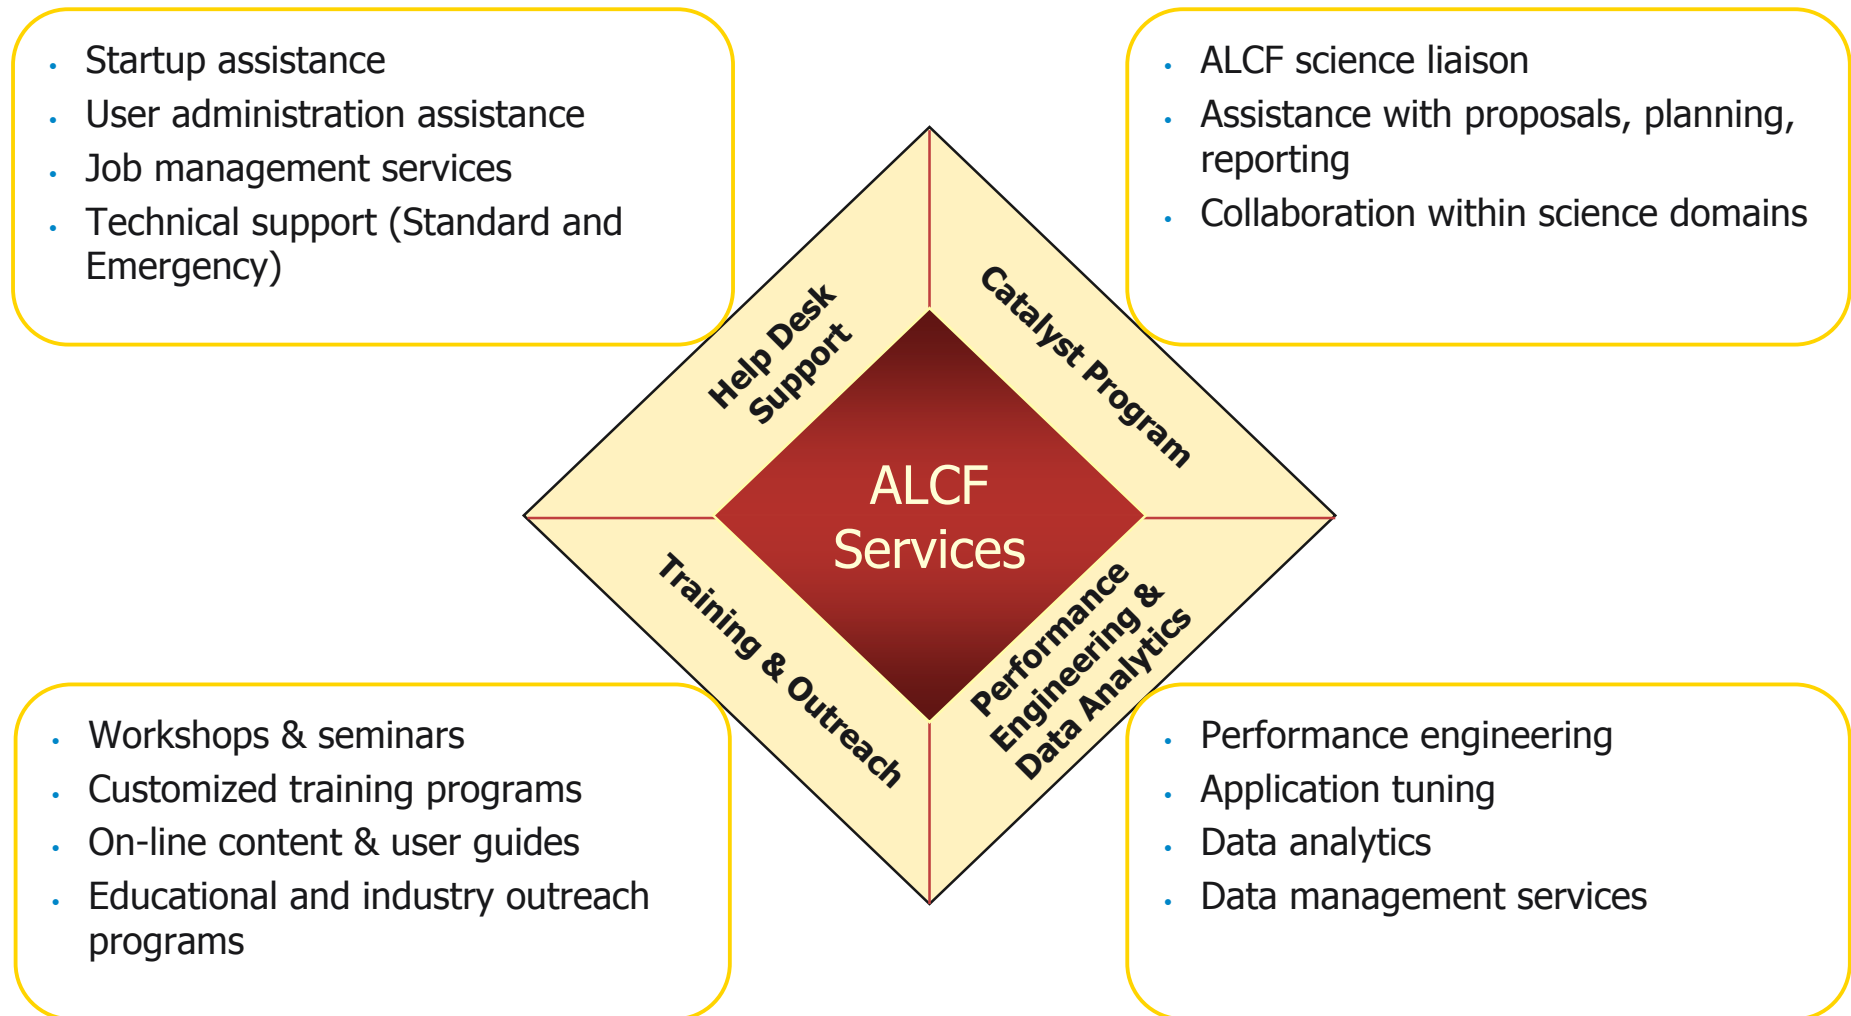 Startup assistance
User administration assistance
Job management services
Technical support (Standard and
Emergency)
ALCF science liaison
Assistance with proposals, planning,
reporting
Collaboration within science domains
Help Desk
Support
Catalyst Program
ALCF
Services
Training & Outreach
Performance
Engineering &
Data Analytics
Workshops & seminars
Customized training programs
On-line content & user guides
Educational and industry outreach
programs
Performance engineering
Application tuning
Data analytics
Data management services